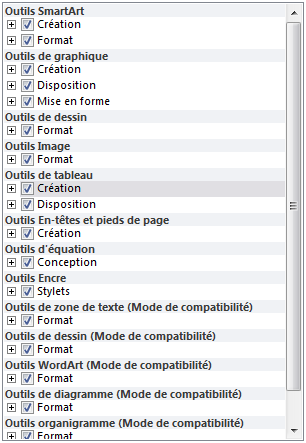 Outils SmartArt
Création
Format
Outils de graphique
Création
Disposition
Mise en forme
Outils de dessin
Format
Outils Image
Format
Outils de tableau
Création
Disposition
Outils En-têtes et pieds de page
Création
Outils d'équation
Conception
Outils Encre
Stylets
Outils de zone de texte (Mode de compatibilité)
Format
Outils de dessin (Mode de compatibilité)
Format
Outils WordArt (Mode de compatibilité)
Format
Outils de diagramme (Mode de compatibilité)
Format
Outils organigramme (Mode de compatibilité)
Format